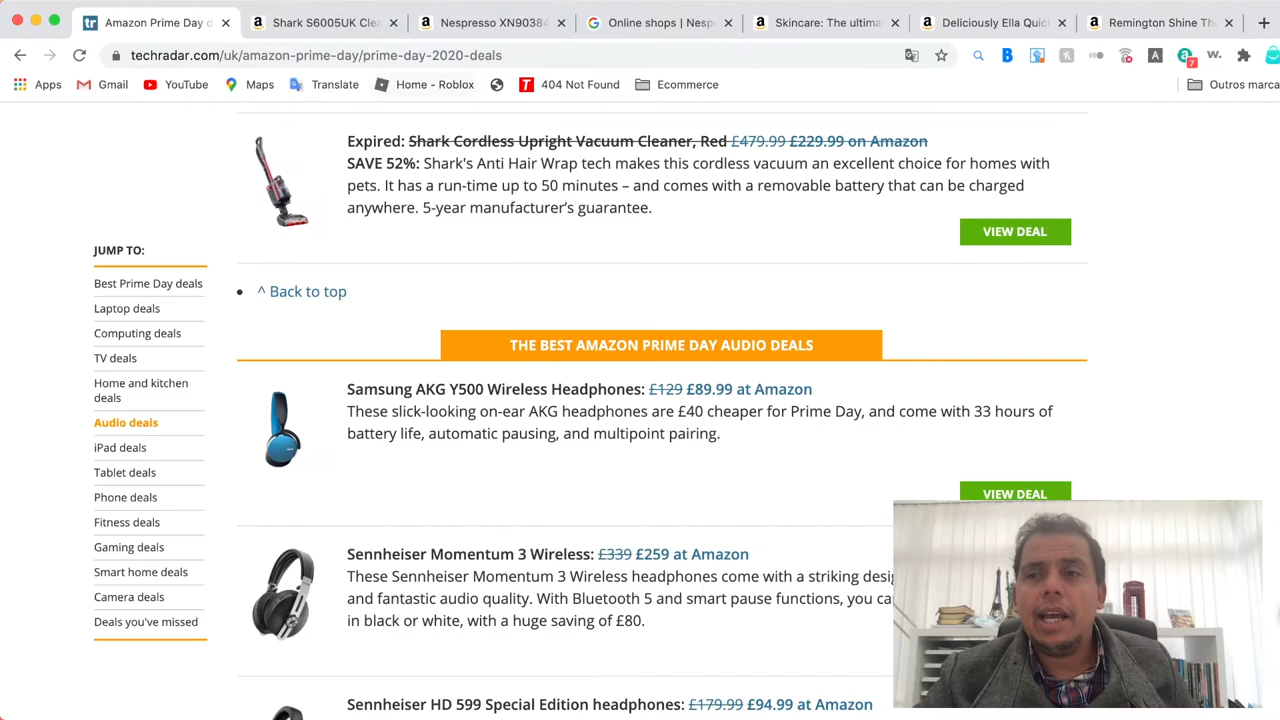 Amazon Prime Day d
Shark S6005UK Clea
Nespresso XN9038
Online shops | Nesp
Skincare: The ultima
Deliciously Ella Quic
Remington Shine The
techradar.com/uk/amazon-prime-day/prime-day-2020-deals
Apps
Gmail
YouTube
Maps
Translate
Home - Roblox
404 Not Found
Ecommerce
Outros marca
Expired: Shark Cordless Upright Vacuum Cleaner, Red £479.99 £229.99 on Amazon
SAVE 52%: Shark's Anti Hair Wrap tech makes this cordless vacuum an excellent choice for homes with
pets. It has a run-time up to 50 minutes – and comes with a removable battery that can be charged
anywhere. 5-year manufacturer’s guarantee.
VIEW DEAL
JUMP TO:
Best Prime Day deals
Laptop deals
Computing deals
TV deals
Home and kitchen
deals
Audio deals
iPad deals
Tablet deals
Phone deals
Fitness deals
Gaming deals
Smart home deals
Camera deals
Deals you've missed
^ Back to top
THE BEST AMAZON PRIME DAY AUDIO DEALS
Samsung AKG Y500 Wireless Headphones: £129 £89.99 at Amazon
These slick-looking on-ear AKG headphones are £40 cheaper for Prime Day, and come with 33 hours of
battery life, automatic pausing, and multipoint pairing.
VIEW DEAL
Sennheiser Momentum 3 Wireless: £339 £259 at Amazon
These Sennheiser Momentum 3 Wireless headphones come with a striking desig
and fantastic audio quality. With Bluetooth 5 and smart pause functions, you car
in black or white, with a huge saving of £80.
Sennheiser HD 599 Special Edition headphones: £179.99 £94.99 at Amazon